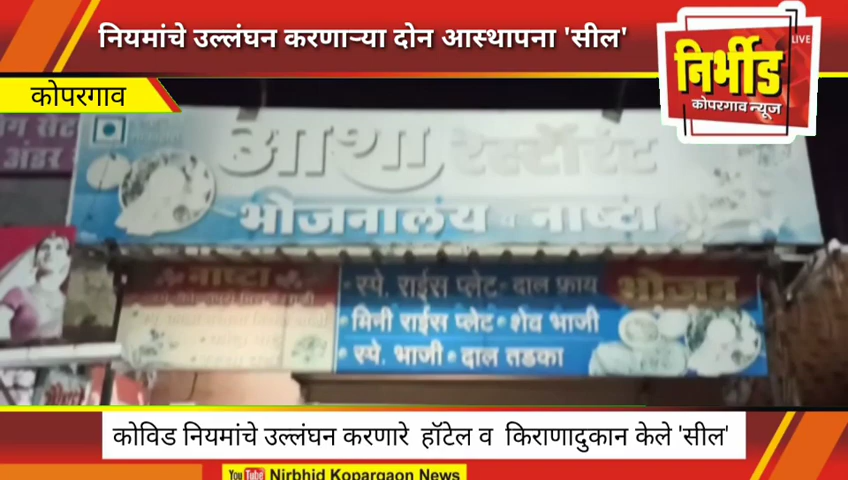 नियमांचे उल्लंघन करणाऱ्या दोन आस्थापना 'सील'
LIVE
निर्भीड
कोपरगाव न्यूज
कोपरगाव
अंडर
आशा रेस्टॉरंट
भोजनालय व नाष्टा
नाष्टा
स्पे. राईस प्लेट • दाल फ्राय
भोजन
• मिनी राईस प्लेट • शेव भाजी
• स्पे. भाजी • दाल तडका
कोविड नियमांचे उल्लंघन करणारे हॉटेल व किराणादुकान केले 'सील'
YouTube Nirbhid Kopargaon News